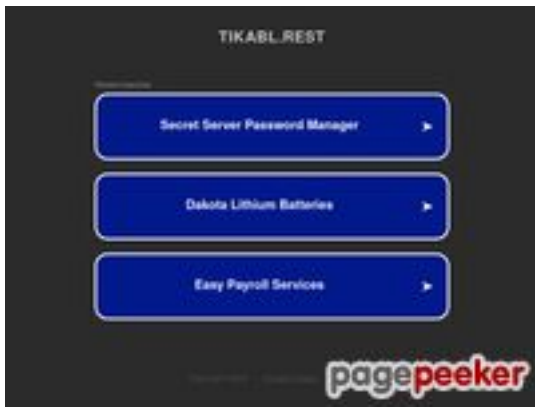 TIKABL.REST
Secret Server Password Manager
Dakota Lithium Batteries
Easy Payroll Services
pagepeeker